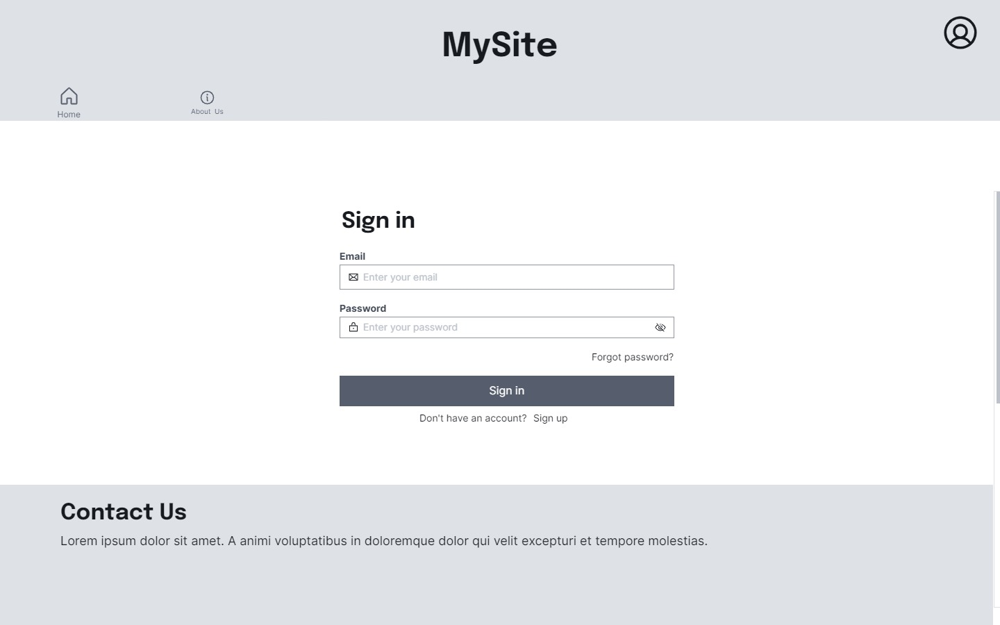 MySite
Home
About Us
Sign in
Email
Enter your email
Password
Enter your password
Forgot password?
Sign in
Don't have an account? Sign up
Contact Us
Lorem ipsum dolor sit amet. A animi voluptatibus in doloremque dolor qui velit excepturi et tempore molestias.